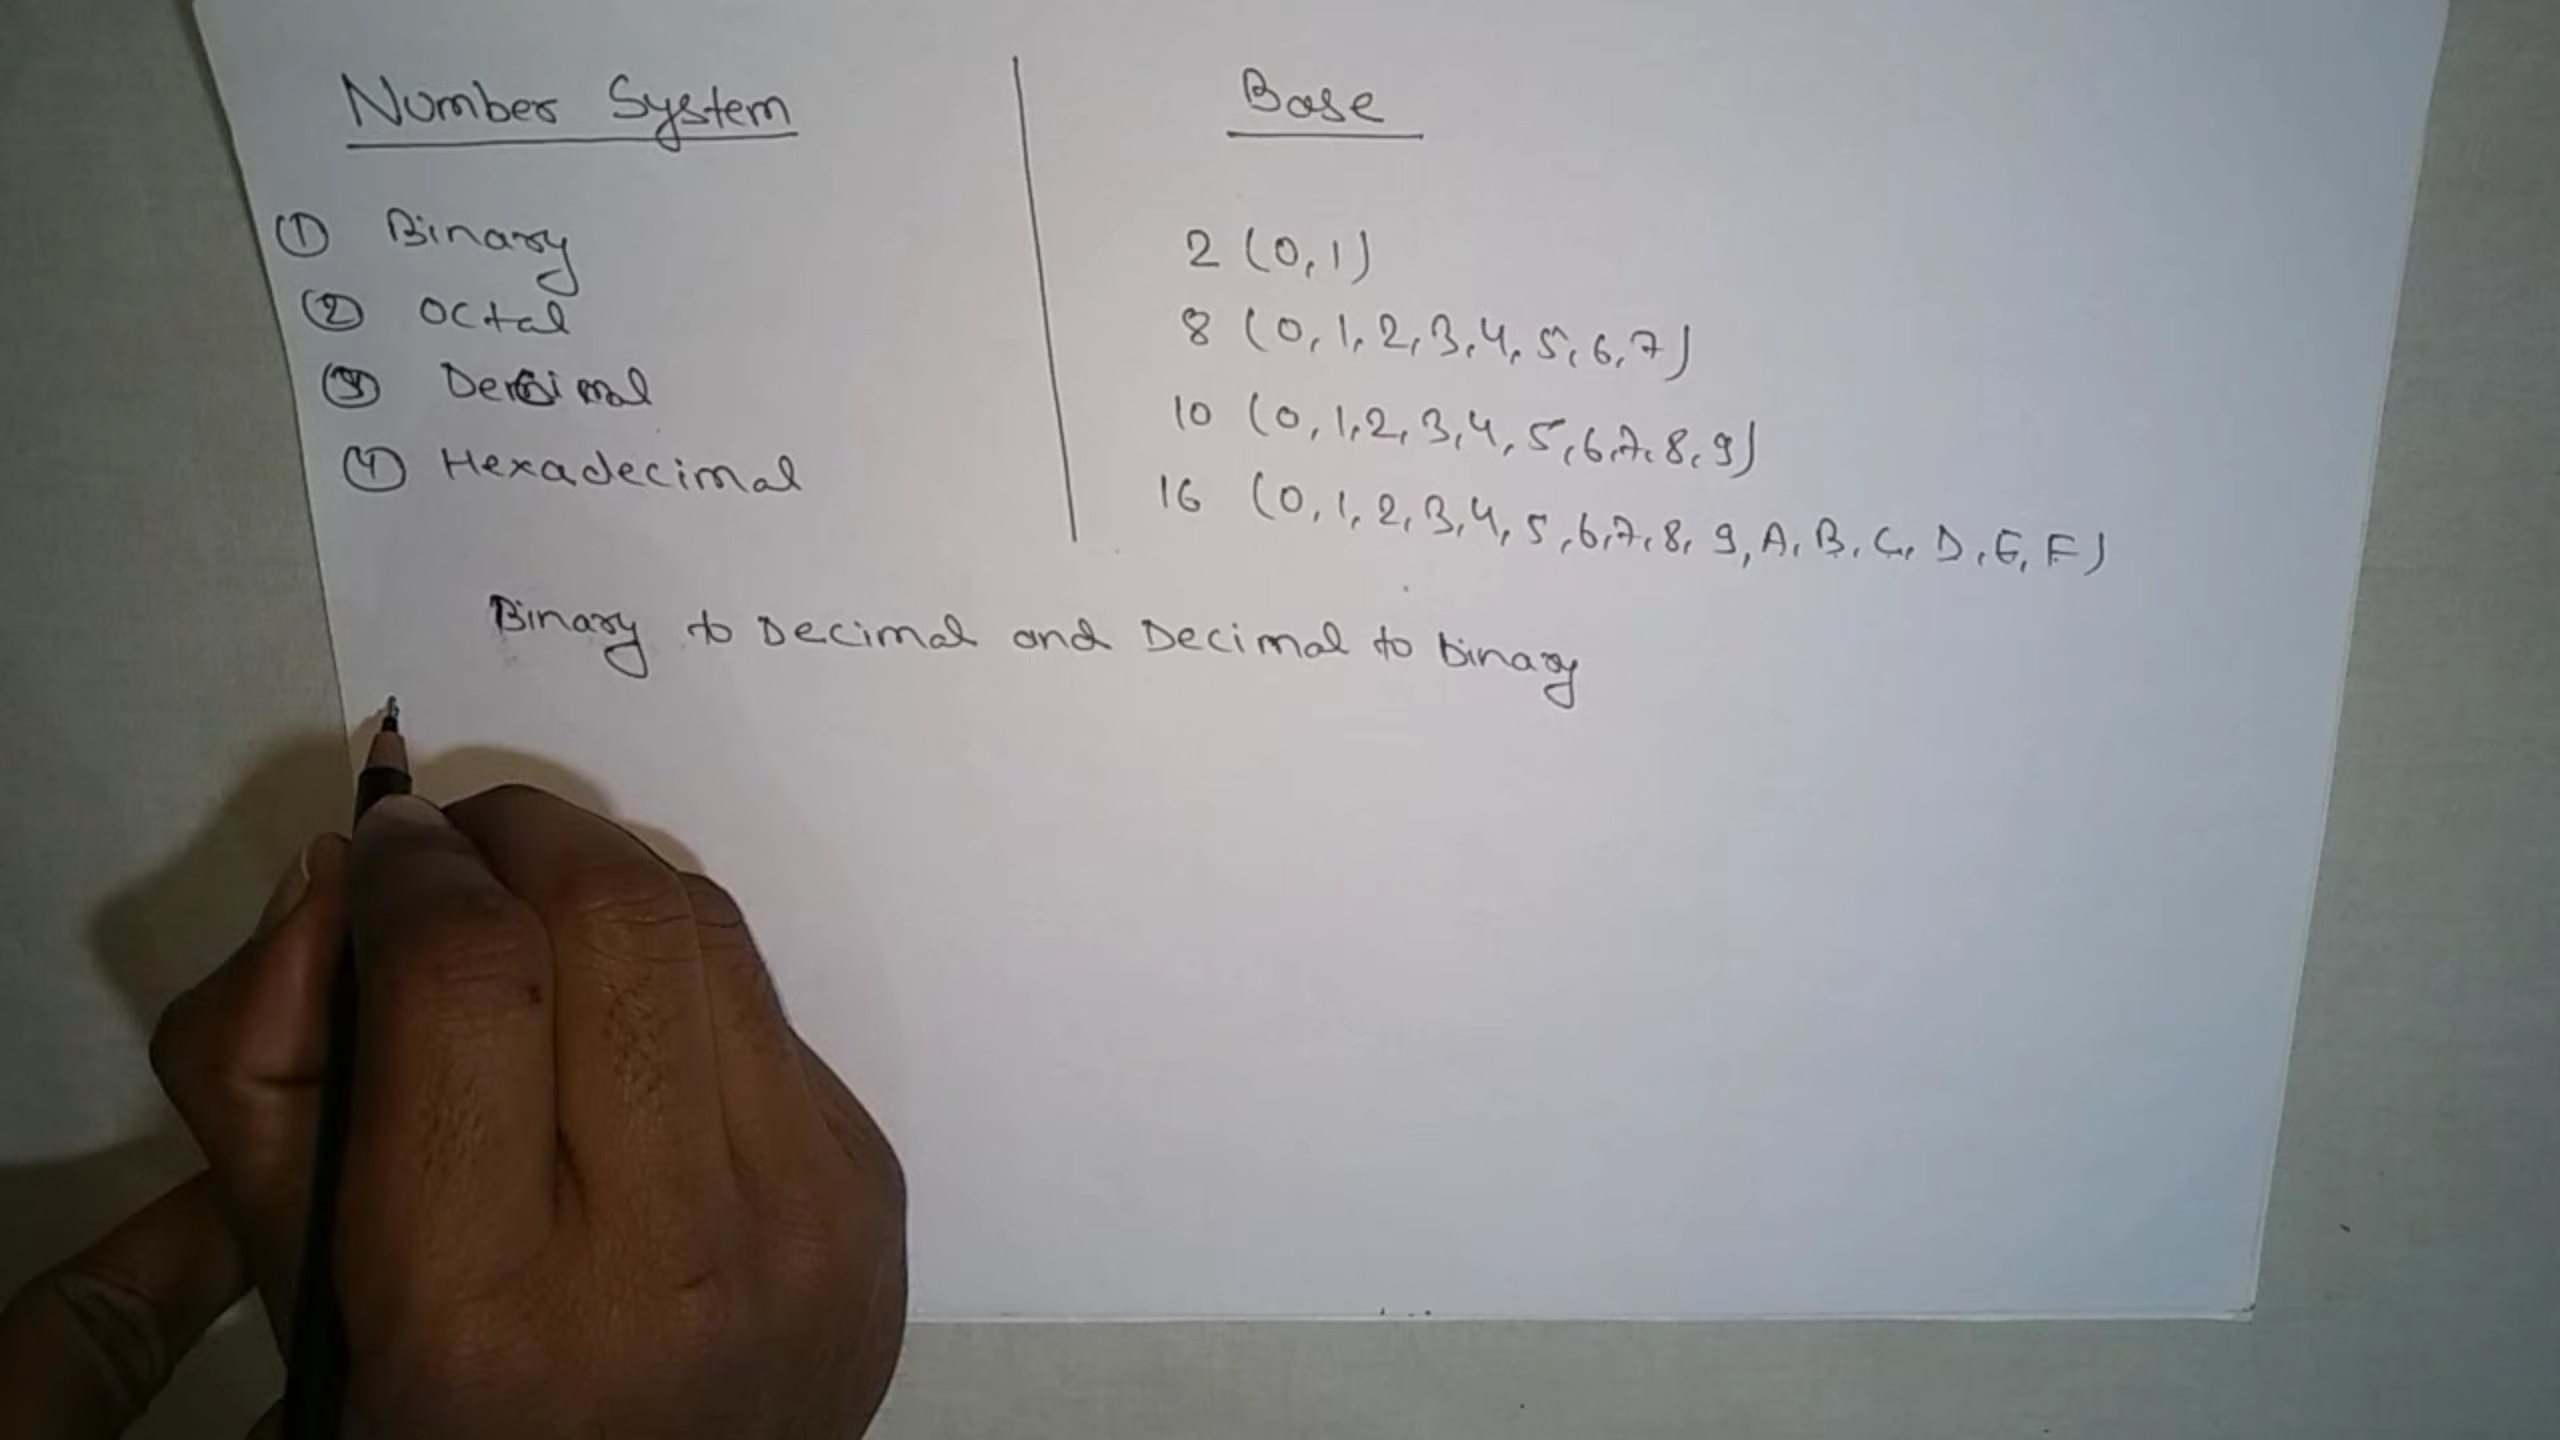 Number System
Base
① Binary
2 (0,1)
② Octal
8 (0,1,2,3,4,5,6,7)
③ Decimal
10 (0,1,2,3,4,5,6,7,8,9)
④ Hexadecimal
16 (0,1,2,3,4,5,6,7,8,9,A,B,C,D,E,F)
Binary to Decimal and Decimal to binary